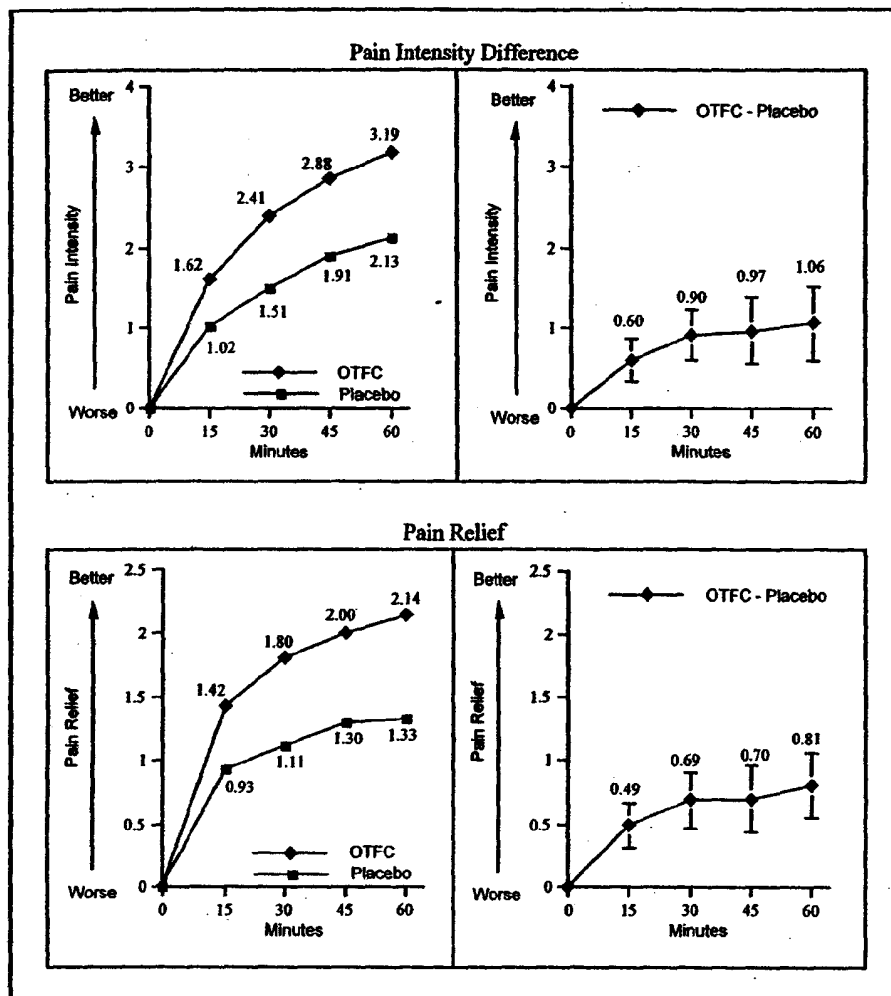 Pain Intensity Difference
Better
Pain Intensity
Worse
4
3
2
1
0
1.62
2.41
2.88
3.19
1.02
1.51
1.91
2.13
OTFC
Placebo
0 15 30 45 60
Minutes
Better
Pain Intensity
Worse
4
3
2
1
0
OTFC - Placebo
0.60
0.90
0.97
1.06
0 15 30 45 60
Minutes
Pain Relief
Better
Pain Relief
Worse
2.5
2
1.5
1
0.5
0
1.42
1.80
2.00
2.14
0.93
1.11
1.30
1.33
OTFC
Placebo
0 15 30 45 60
Minutes
Better
Pain Relief
Worse
2.5
2
1.5
1
0.5
0
OTFC - Placebo
0.49
0.69
0.70
0.81
0 15 30 45 60
Minutes